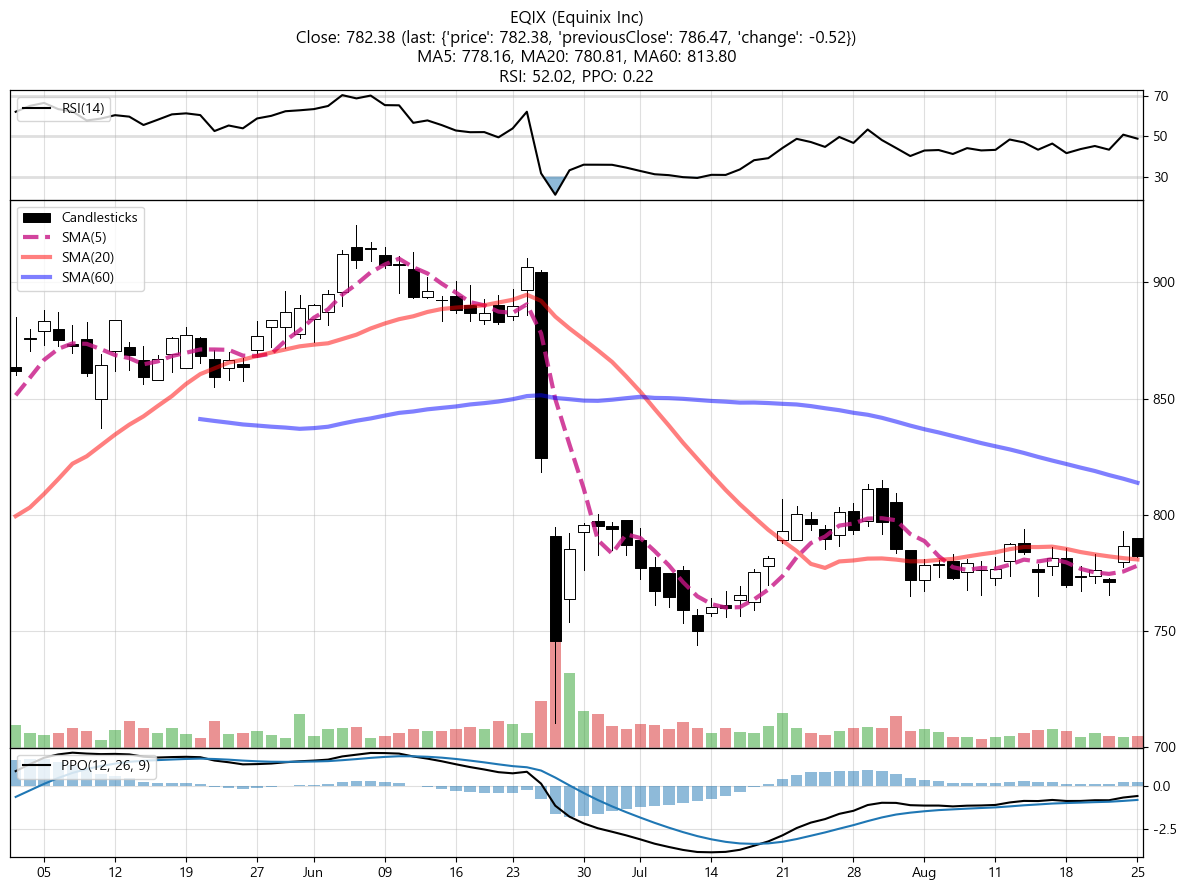 EQIX (Equinix Inc)
Close: 782.38 (last: {'price': 782.38, 'previousClose': 786.47, 'change': -0.52})
MA5: 778.16, MA20: 780.81, MA60: 813.80
RSI: 52.02, PPO: 0.22
RSI(14)
70
50
30
Candlesticks
SMA(5)
SMA(20)
SMA(60)
900
850
800
750
700
PPO(12, 26, 9)
0.0
-2.5
05 12 19 27 Jun 09 16 23 30 Jul 14 21 28 Aug 11 18 25